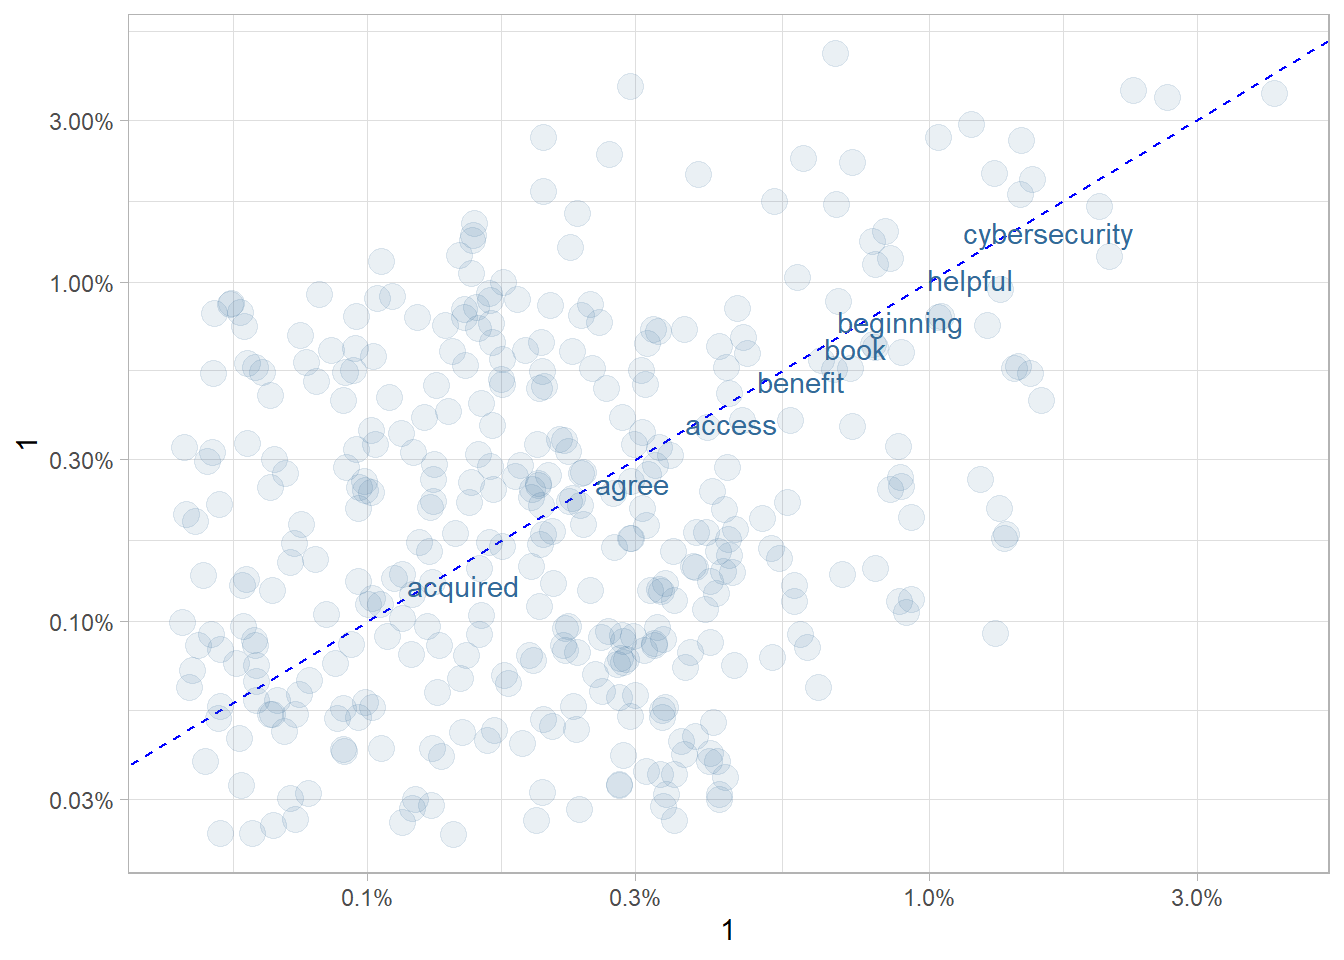 3.00%
1.00%
0.30%
0.10%
0.03%
1
cybersecurity
helpful
beginning
book
benefit
access
agree
acquired
0.1%
0.3%
1.0%
3.0%
1